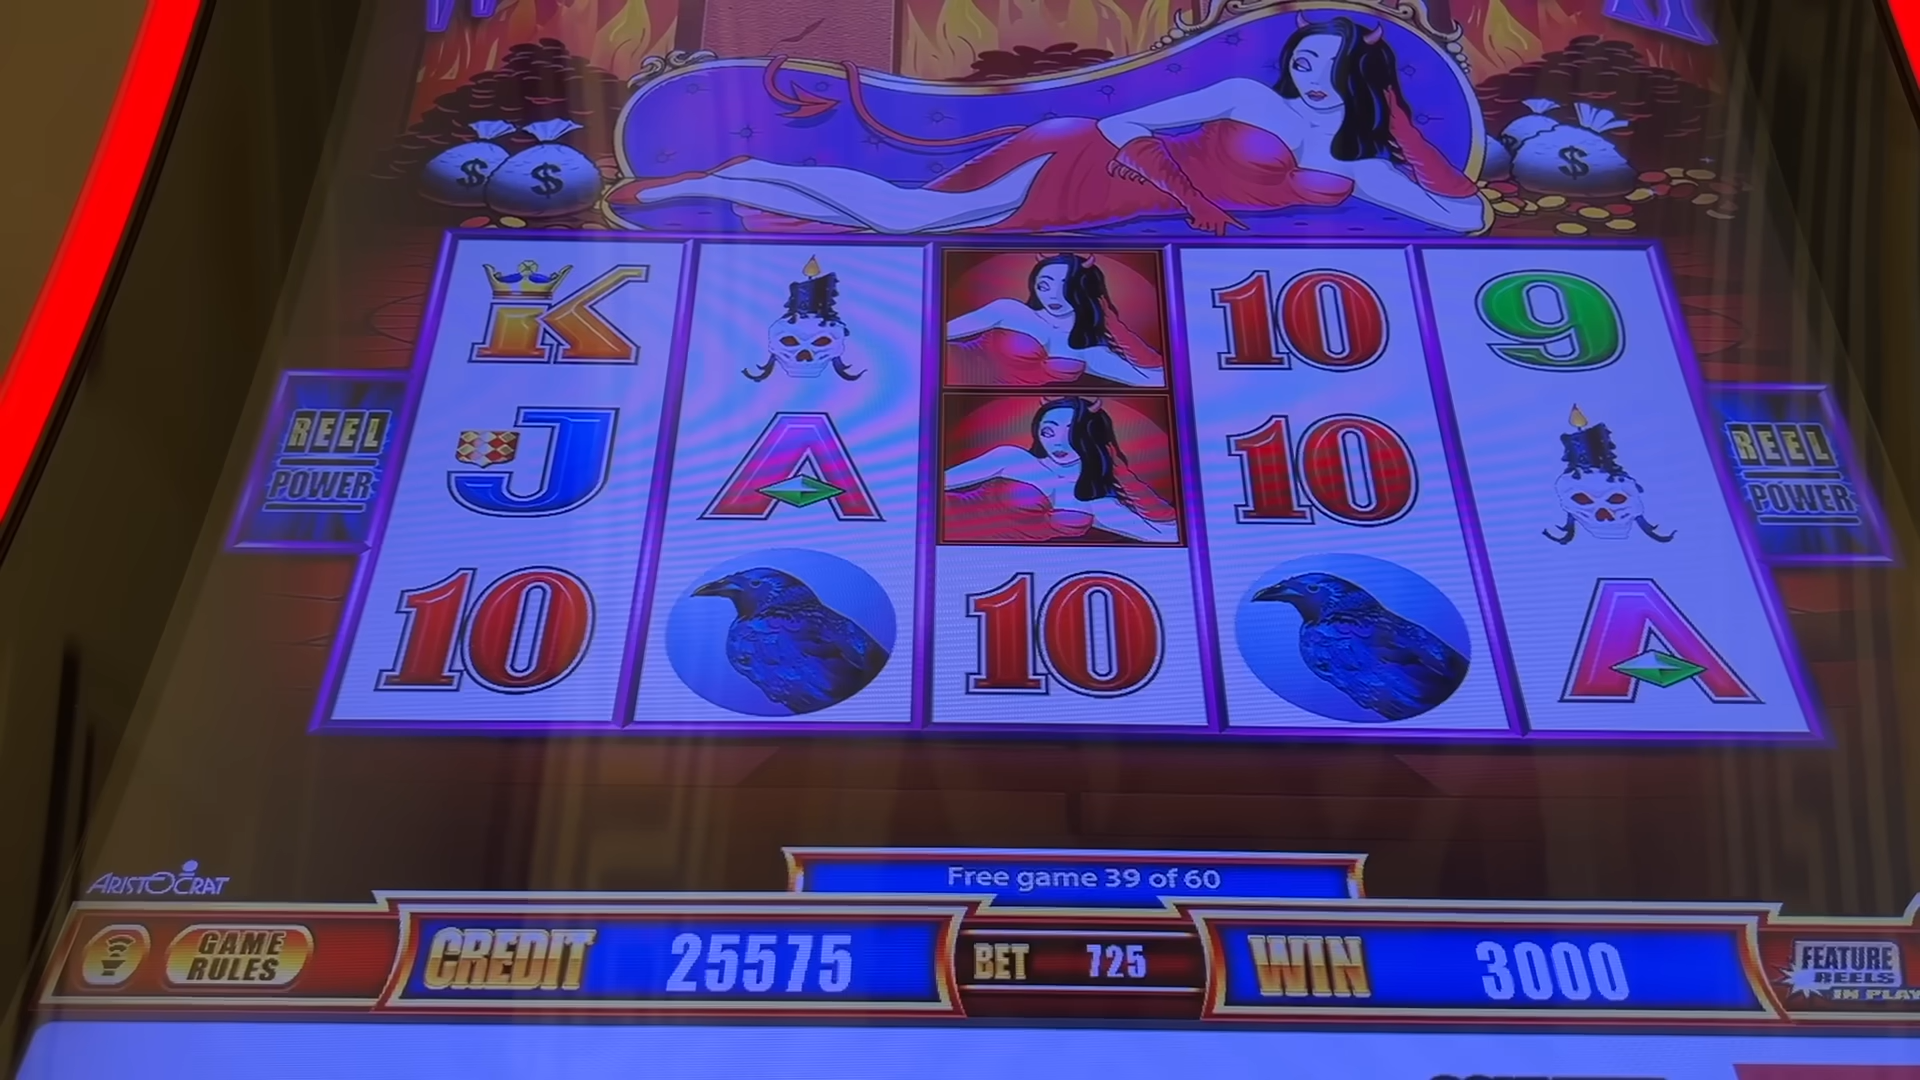 K
10
9
REEL
POWER
J
A
10
REEL
POWER
10
10
A
Free game 39 of 60
ARISTOCRAT
GAME
RULES
CREDIT 25575
BET 725
WIN 3000
FEATURE
REELS
IN PLAY
$
$
$